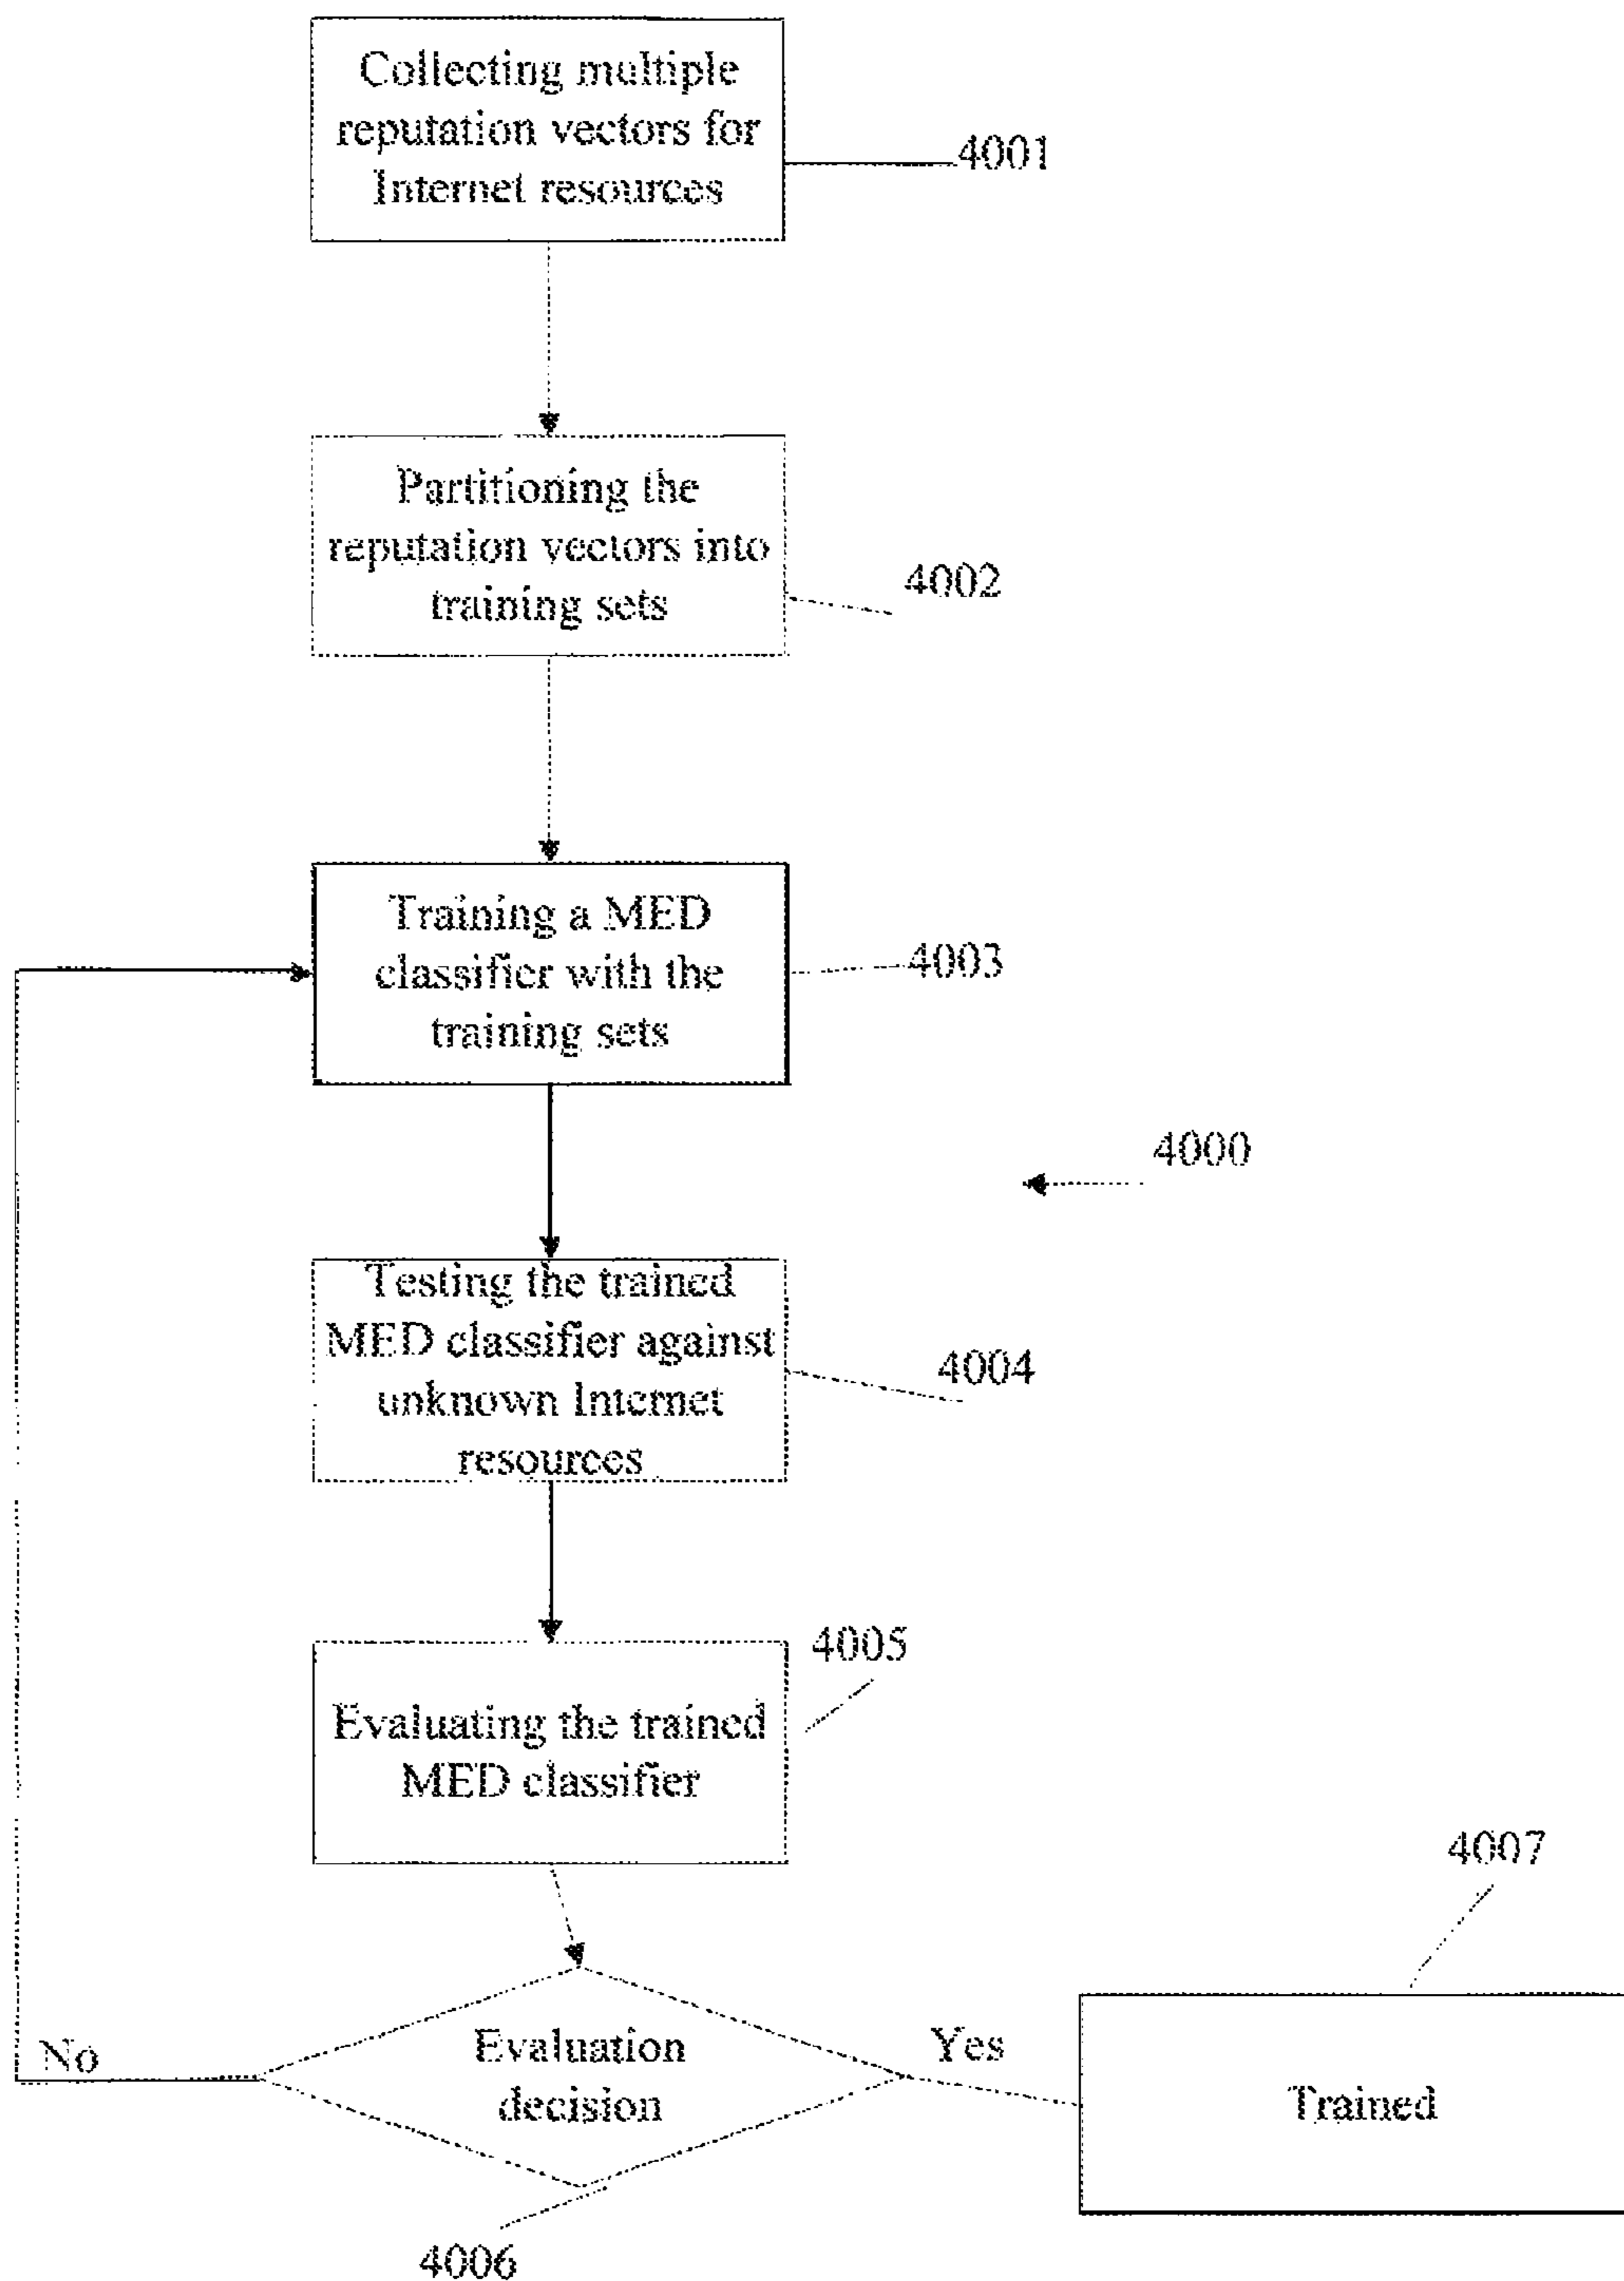 Collecting multiple
reputation vectors for
Internet resources
4001
Partitioning the
reputation vectors into
training sets
4002
Training a MED
classifier with the
training sets
4003
4000
Testing the trained
MED classifier against
unknown Internet
resources
4004
4005
Evaluating the trained
MED classifier
4007
No
Evaluation
decision
Yes
Trained
4006